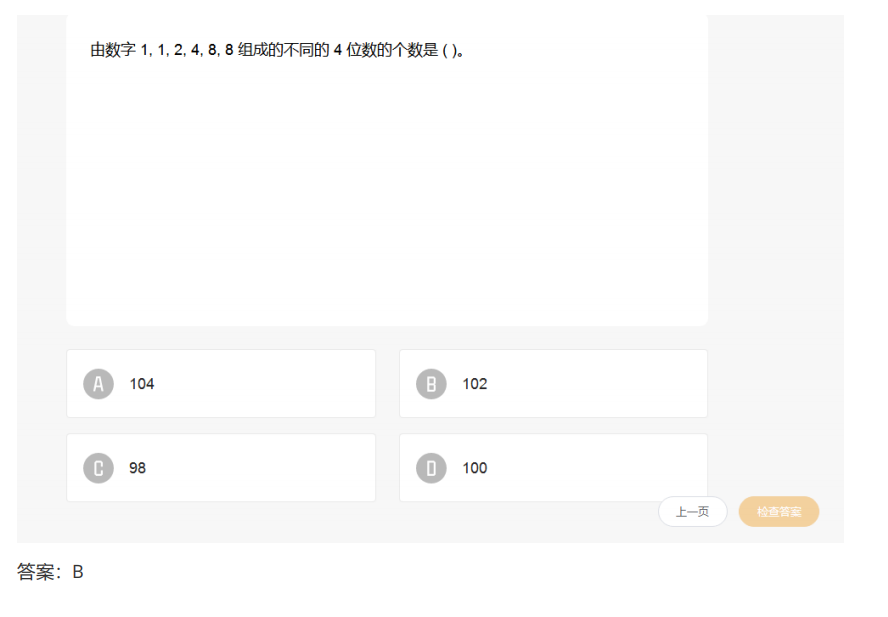 由数字 1, 1, 2, 4, 8, 8 组成的不同的 4 位数的个数是 ( )。
A 104
B 102
C 98
D 100
上一页 检查答案
答案：B